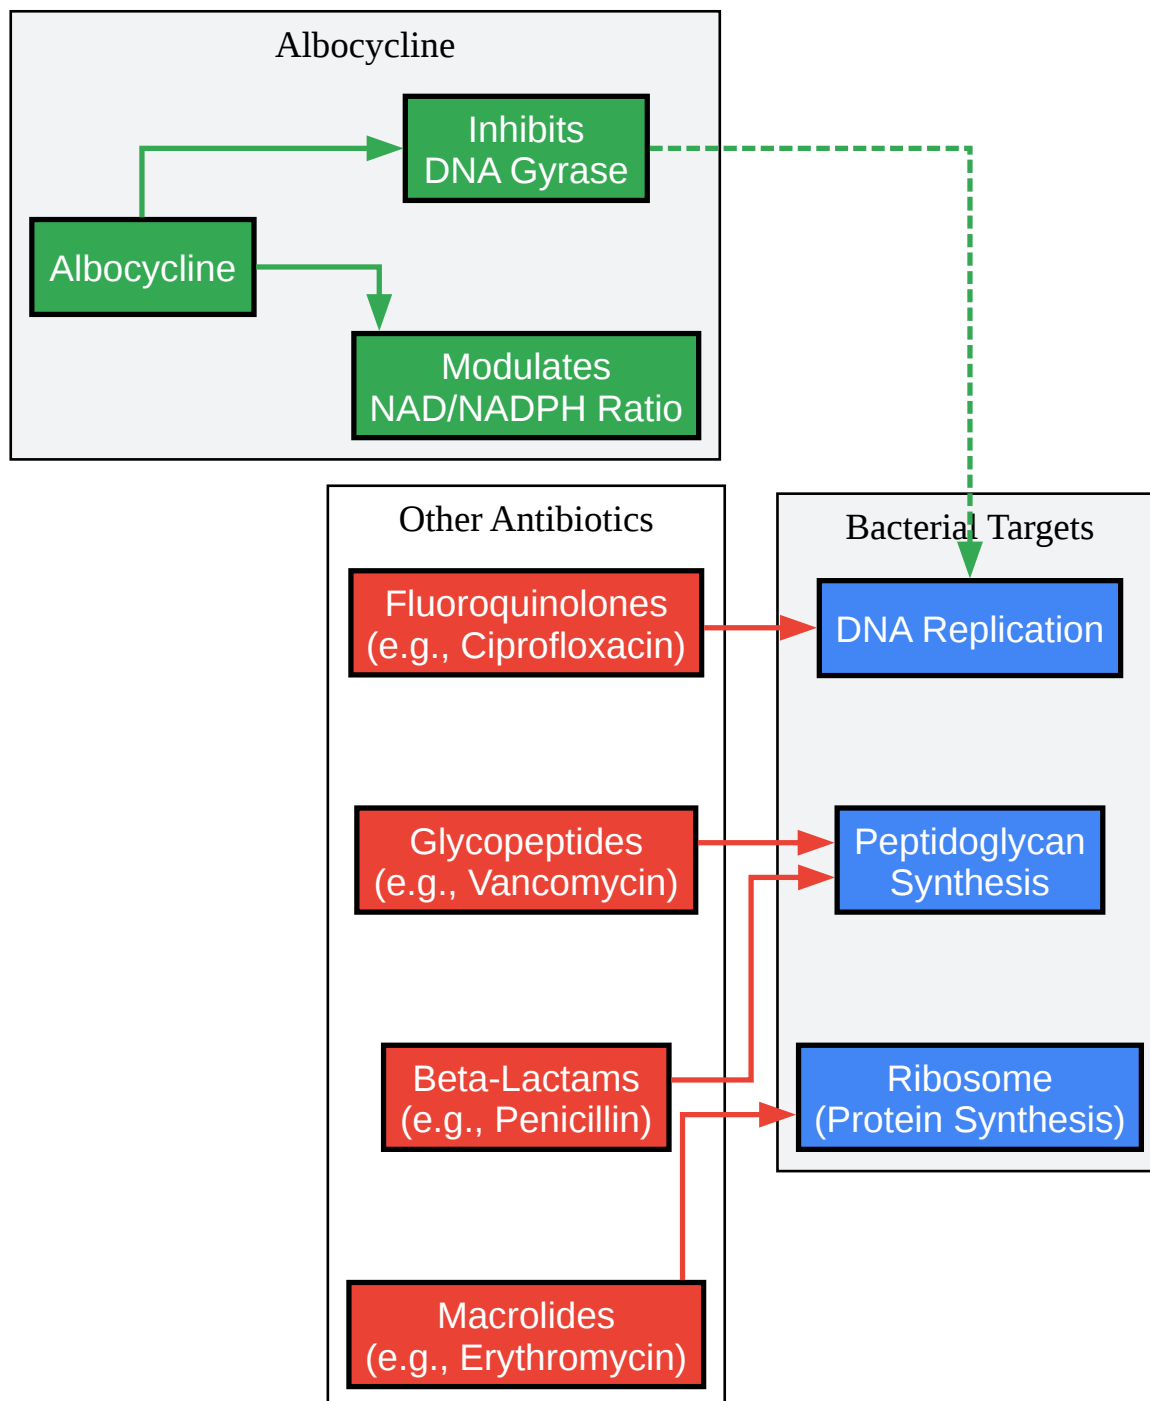 Albocycline
Inhibits
DNA Gyrase
Albocycline
Modulates
NAD/NADPH Ratio
Other Antibiotics
Fluoroquinolones
(e.g., Ciprofloxacin)
Glycopeptides
(e.g., Vancomycin)
Beta-Lactams
(e.g., Penicillin)
Macrolides
(e.g., Erythromycin)
Bacterial Targets
DNA Replication
Peptidoglycan
Synthesis
Ribosome
(Protein Synthesis)